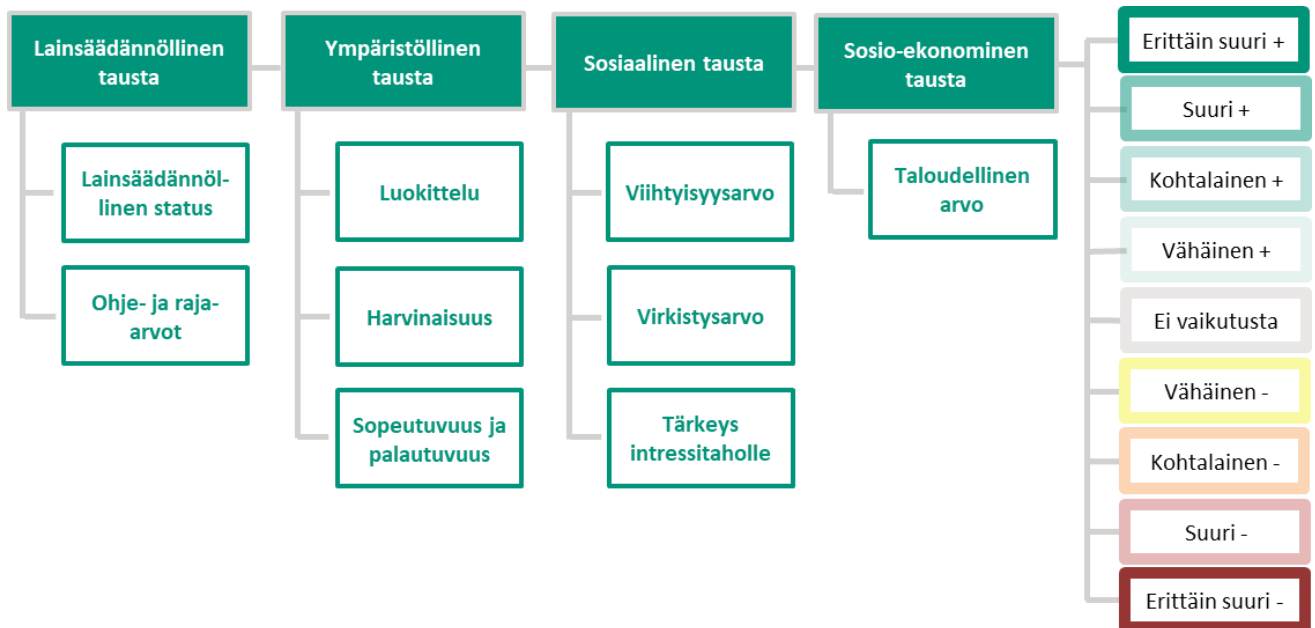 Lainsäädännöllinen
tausta
Lainsäädännöl-
linen status
Ohje- ja raja-
arvot
Ympäristöllinen
tausta
Luokittelu
Harvinaisuus
Sopeutuvuus ja
palautuvuus
Sosiaalinen tausta
Viihtyisyysarvo
Virkistysarvo
Tärkeys
intressitaholle
Sosio-ekonominen
tausta
Taloudellinen
arvo
Erittäin suuri +
Suuri +
Kohtalainen +
Vähäinen +
Ei vaikutusta
Vähäinen -
Kohtalainen -
Suuri -
Erittäin suuri -